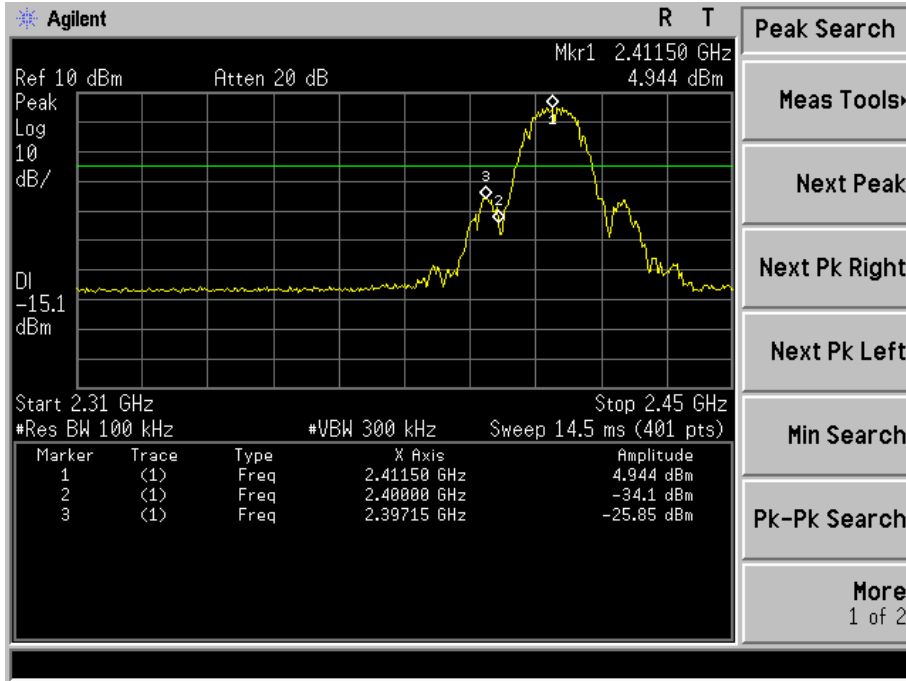 Agilent
R T
Mkr1 2.41150 GHz
Ref 10 dBm Atten 20 dB 4.944 dBm
Peak
Log
10
dB/
1
3
2
DI
-15.1
dBm
Start 2.31 GHz Stop 2.45 GHz
#Res BW 100 kHz #VBW 300 kHz Sweep 14.5 ms (401 pts)
Marker Trace Type X Axis Amplitude
1 (1) Freq 2.41150 GHz 4.944 dBm
2 (1) Freq 2.40000 GHz -34.1 dBm
3 (1) Freq 2.39715 GHz -25.85 dBm
Peak Search
Meas Tools
Next Peak
Next Pk Right
Next Pk Left
Min Search
Pk-Pk Search
More
1 of 2